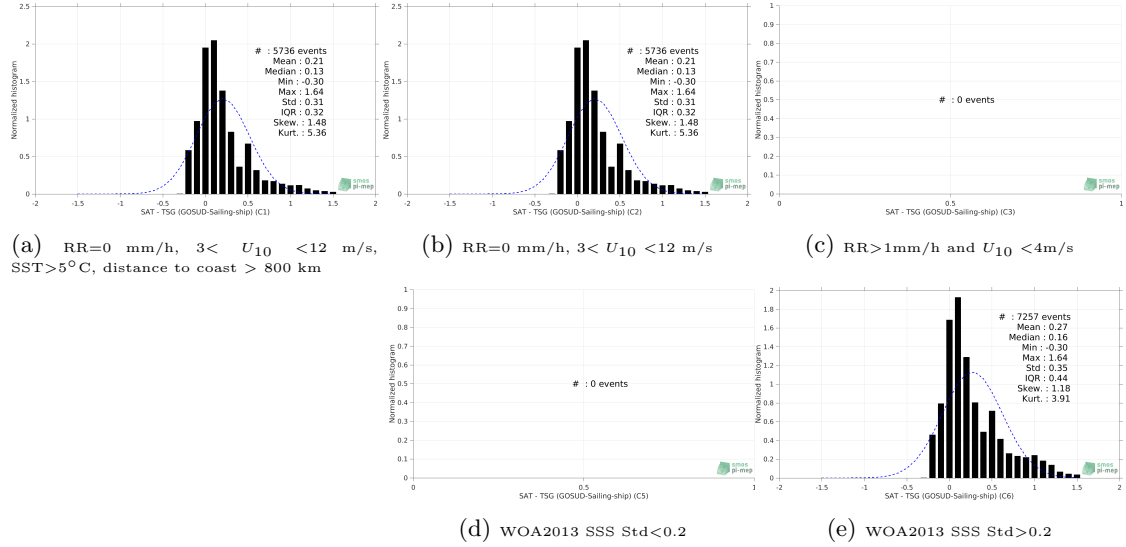 2.5
2
1.5
1
0.5
0
Normalized histogram
# : 5736 events
Mean : 0.21
Median : 0.13
Min : -0.30
Max : 1.64
Std : 0.31
IQR : 0.32
Skew. : 1.48
Kurt. : 5.36
smos
pi-mep
-2 -1.5 -1 -0.5 0 0.5 1 1.5 2
SAT - TSG (GOSUD-Sailing-ship) (C1)
(a) RR=0 mm/h, 3< U10 <12 m/s,
SST>5°C, distance to coast > 800 km
2.5
2
1.5
1
0.5
0
Normalized histogram
# : 5736 events
Mean : 0.21
Median : 0.13
Min : -0.30
Max : 1.64
Std : 0.31
IQR : 0.32
Skew. : 1.48
Kurt. : 5.36
smos
pi-mep
-2 -1.5 -1 -0.5 0 0.5 1 1.5 2
SAT - TSG (GOSUD-Sailing-ship) (C2)
(b) RR=0 mm/h, 3< U10 <12 m/s
1
0.9
0.8
0.7
0.6
0.5
0.4
0.3
0.2
0.1
0
Normalized histogram
# : 0 events
smos
pi-mep
0 0.5 1
SAT - TSG (GOSUD-Sailing-ship) (C3)
(c) RR>1mm/h and U10 <4m/s
1
0.9
0.8
0.7
0.6
0.5
0.4
0.3
0.2
0.1
0
Normalized histogram
# : 0 events
smos
pi-mep
0 0.5 1
SAT - TSG (GOSUD-Sailing-ship) (C5)
(d) WOA2013 SSS Std<0.2
2
1.8
1.6
1.4
1.2
1
0.8
0.6
0.4
0.2
0
Normalized histogram
# : 7257 events
Mean : 0.27
Median : 0.16
Min : -0.30
Max : 1.64
Std : 0.35
IQR : 0.44
Skew. : 1.18
Kurt. : 3.91
smos
pi-mep
-2 -1.5 -1 -0.5 0 0.5 1 1.5 2
SAT - TSG (GOSUD-Sailing-ship) (C6)
(e) WOA2013 SSS Std>0.2